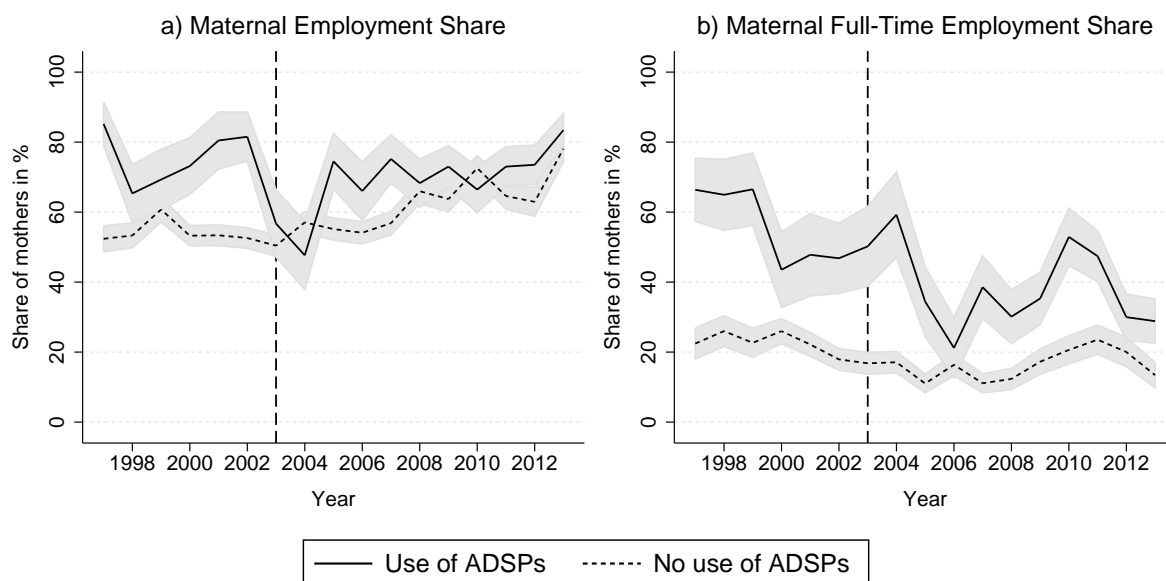 a) Maternal Employment Share
Share of mothers in %
100
80
60
40
20
0
1998 2000 2002 2004 2006 2008 2010 2012
Year
b) Maternal Full-Time Employment Share
Share of mothers in %
100
80
60
40
20
0
1998 2000 2002 2004 2006 2008 2010 2012
Year
Use of ADSPs No use of ADSPs